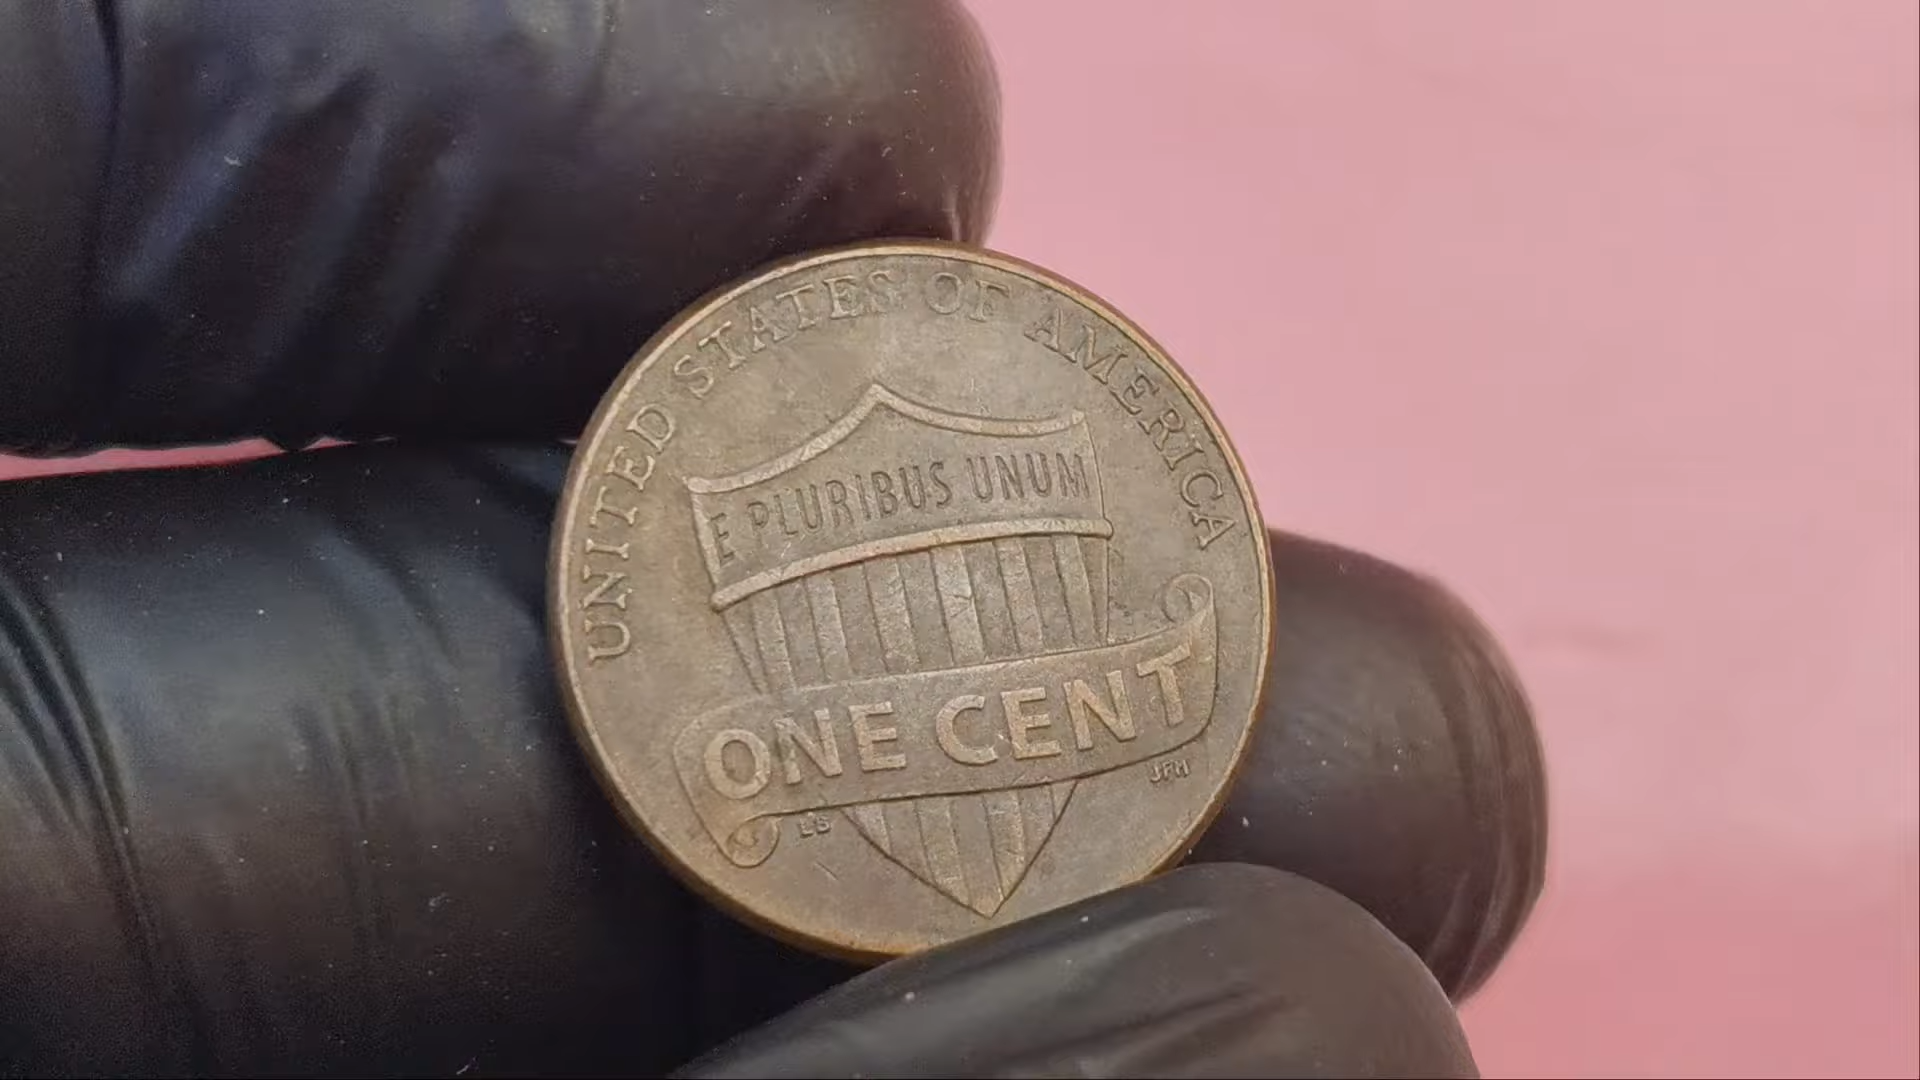 UNITED STATES OF AMERICA
E PLURIBUS UNUM
ONE CENT
LB
JFM